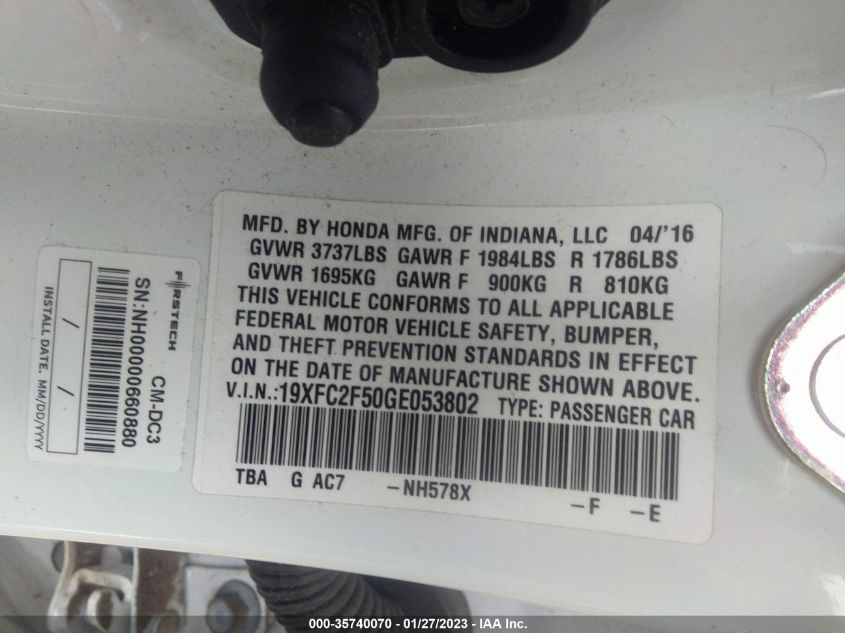 MFD. BY HONDA MFG. OF INDIANA, LLC 04/'16
GVWR 3737LBS GAWR F 1984LBS R 1786LBS
GVWR 1695KG GAWR F 900KG R 810KG
THIS VEHICLE CONFORMS TO ALL APPLICABLE
FEDERAL MOTOR VEHICLE SAFETY, BUMPER,
AND THEFT PREVENTION STANDARDS IN EFFECT
ON THE DATE OF MANUFACTURE SHOWN ABOVE.
V.I.N.:19XFC2F50GE053802 TYPE: PASSENGER CAR
TBA G AC7 -NH578X -F -E
FIRSTECH CM-DC3
SN:NH00000660880
/ /
INSTALL DATE. MM/DD/YYYY
000-35740070 - 01/27/2023 - IAA Inc.